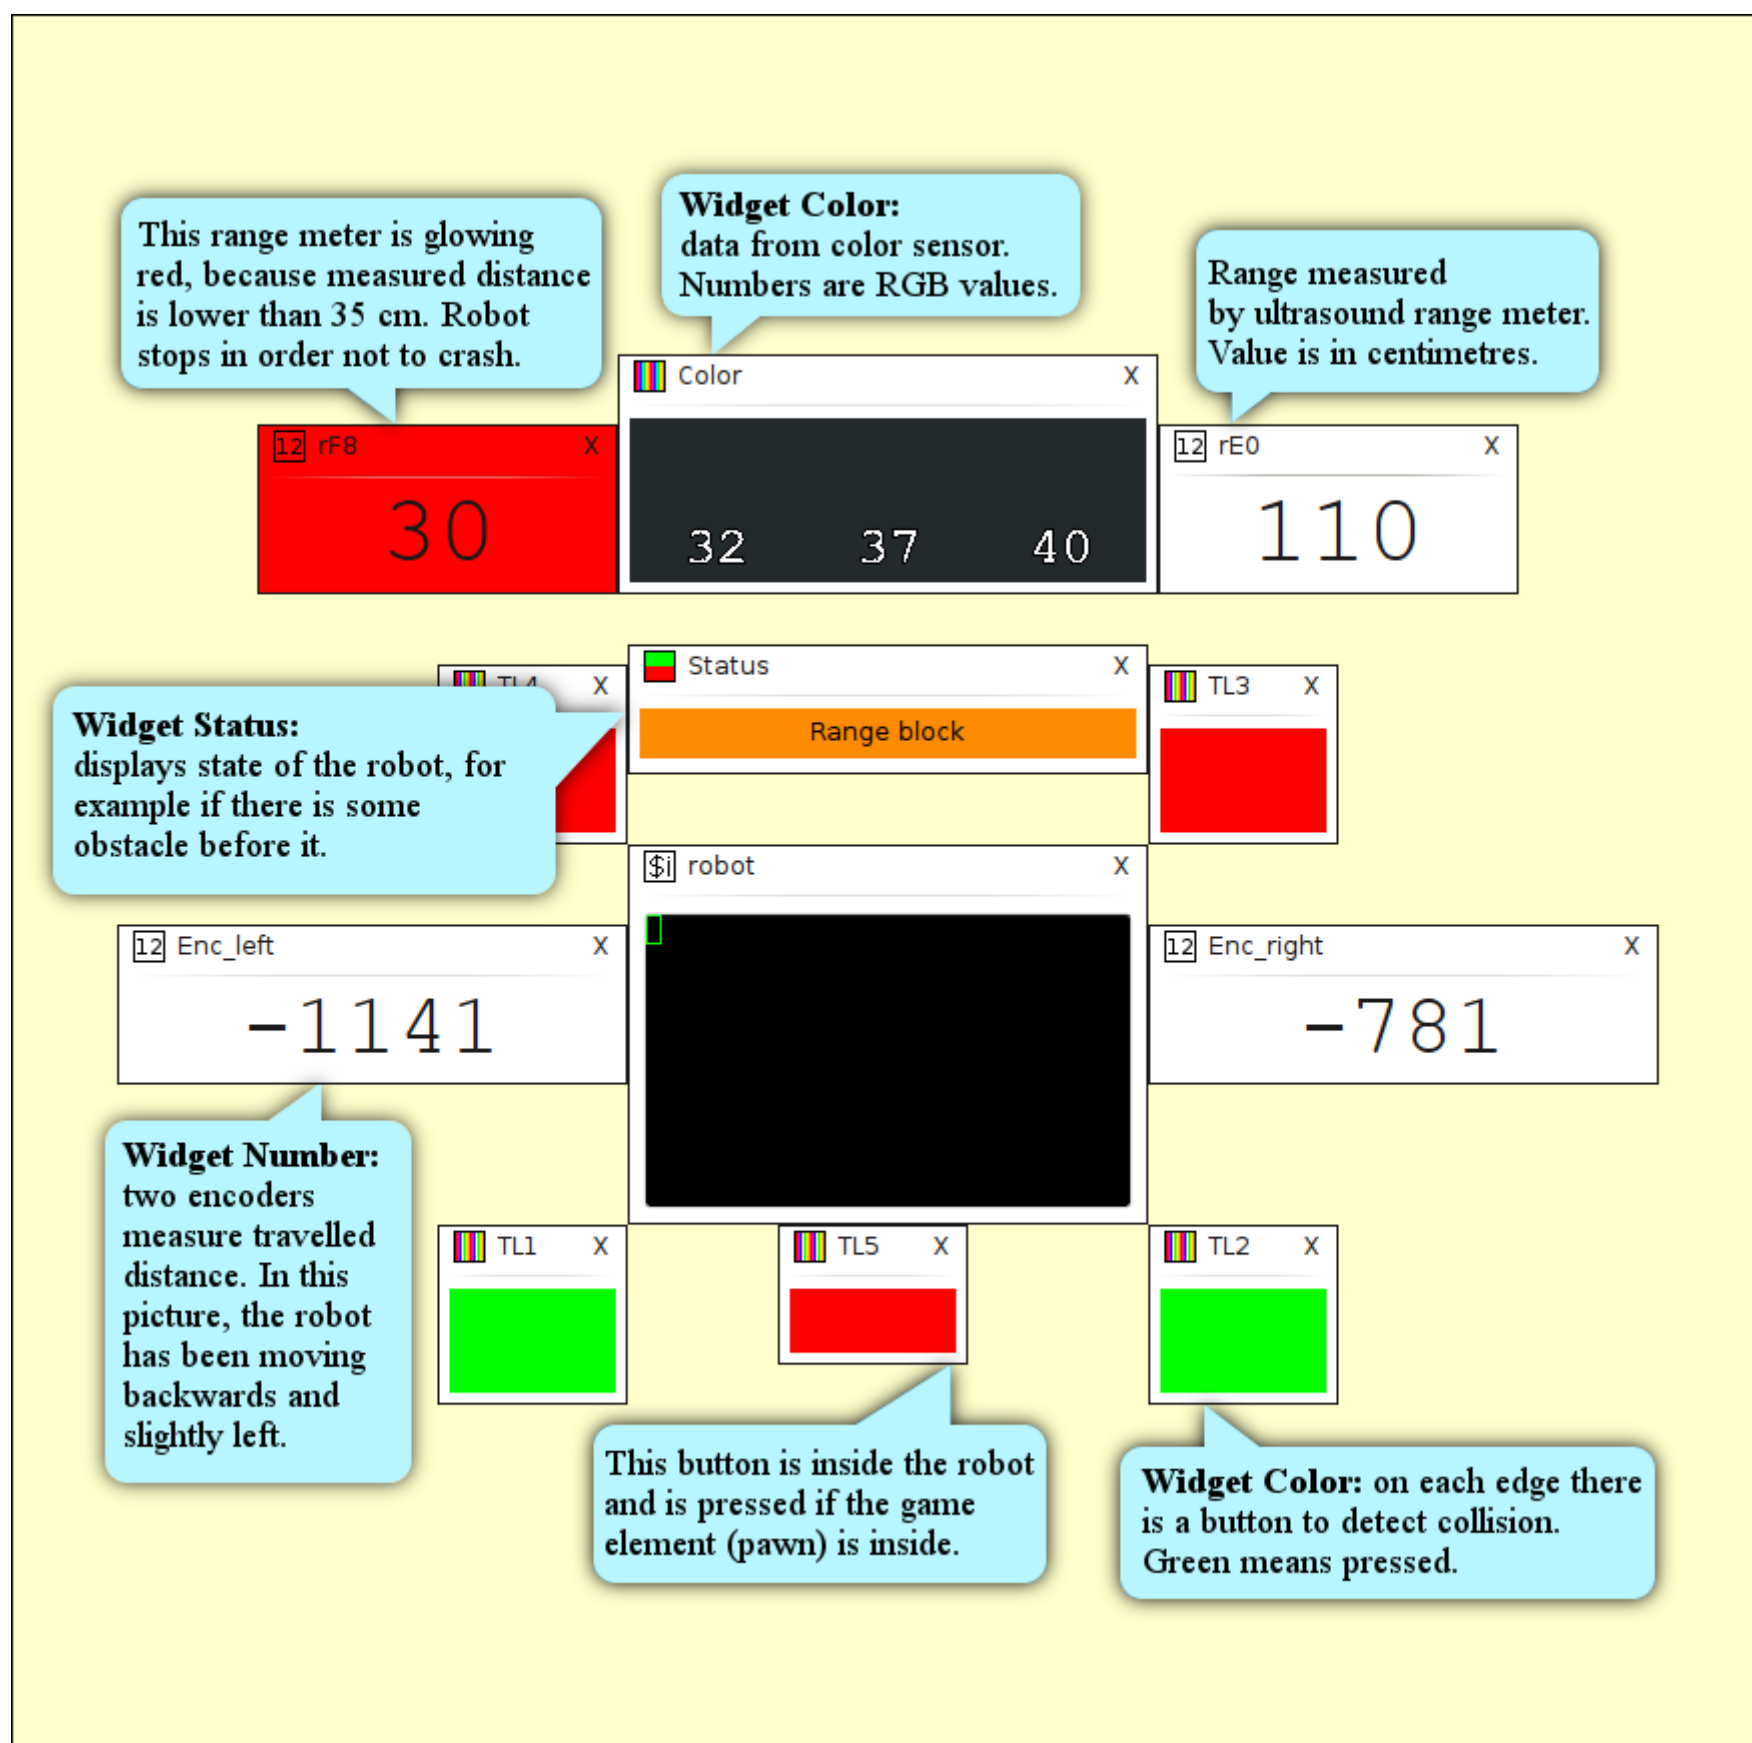 This range meter is glowing
red, because measured distance
is lower than 35 cm. Robot
stops in order not to crash.
Widget Color:
data from color sensor.
Numbers are RGB values.
Range measured
by ultrasound range meter.
Value is in centimetres.
12 rF8 X
30
Color X
32 37 40
12 rE0 X
110
TL4 X
Status X
Range block
TL3 X
Widget Status:
displays state of the robot, for
example if there is some
obstacle before it.
$i robot X
12 Enc_left X
-1141
12 Enc_right X
-781
Widget Number:
two encoders
measure travelled
distance. In this
picture, the robot
has been moving
backwards and
slightly left.
TL1 X
TL5 X
TL2 X
This button is inside the robot
and is pressed if the game
element (pawn) is inside.
Widget Color: on each edge there
is a button to detect collision.
Green means pressed.